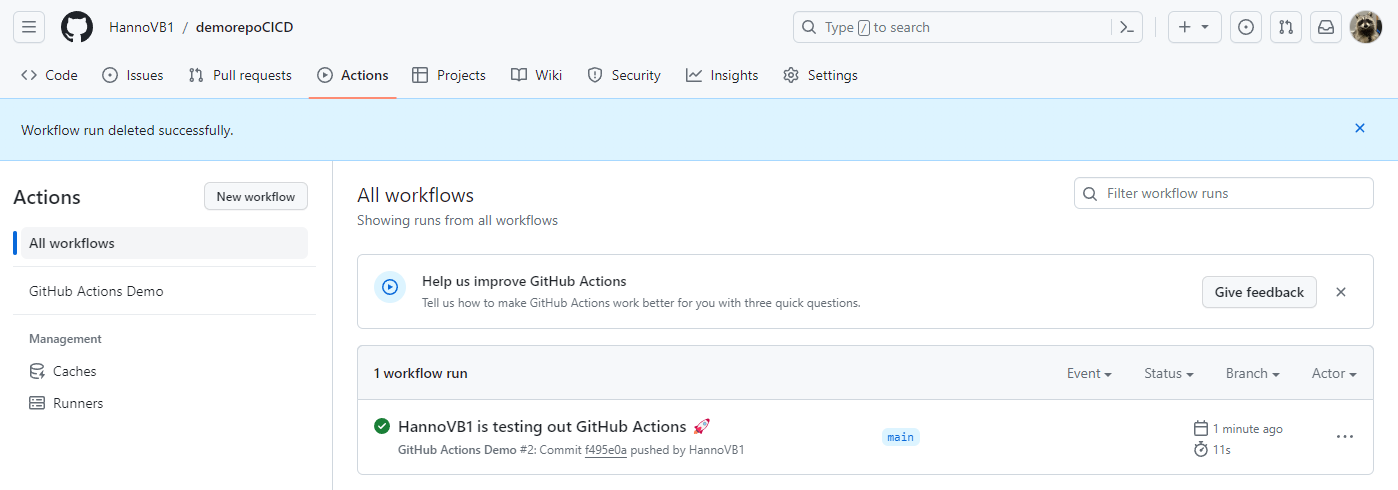 HannoVB1 / demorepoCICD
Type / to search
Code Issues Pull requests Actions Projects Wiki Security Insights Settings
Workflow run deleted successfully.
Actions
New workflow
All workflows
GitHub Actions Demo
Management
Caches
Runners
All workflows
Showing runs from all workflows
Filter workflow runs
Help us improve GitHub Actions
Tell us how to make GitHub Actions work better for you with three quick questions.
Give feedback
1 workflow run
Event Status Branch Actor
HannoVB1 is testing out GitHub Actions 🚀
GitHub Actions Demo #2: Commit f495e0a pushed by HannoVB1
main
1 minute ago
11s